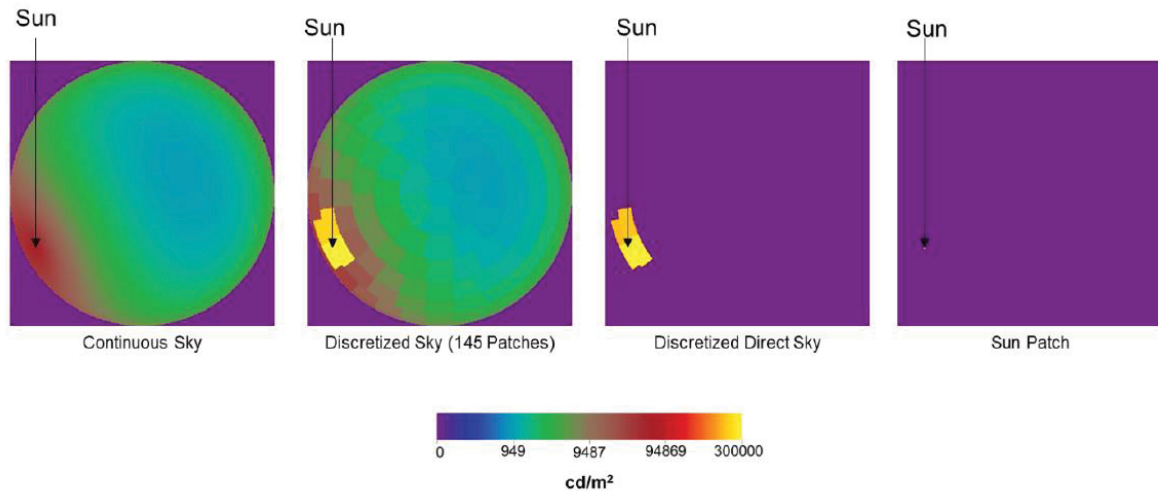 Sun
Sun
Sun
Sun
Continuous Sky
Discretized Sky (145 Patches)
Discretized Direct Sky
Sun Patch
0 949 9487 94869 300000
cd/m²